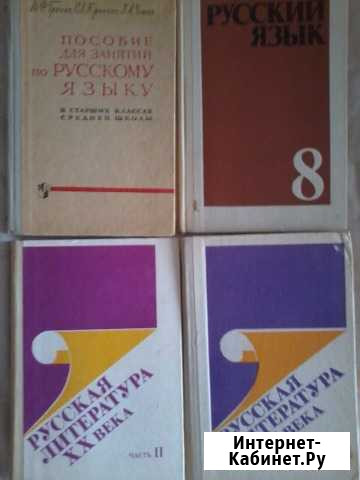 ПОСОБИЕ
ДЛЯ ЗАНЯТИЙ
ПО РУССКОМУ
ЯЗЫКУ
В СТАРШИХ КЛАССАХ
СРЕДНЕЙ ШКОЛЫ
РУССКИЙ
ЯЗЫК
8
РУССКАЯ
ЛИТЕРАТУРА
XX ВЕКА
ЧАСТЬ II
РУССКАЯ
ЛИТЕРАТУРА
ВЕКА
Интернет-
Кабинет.Ру